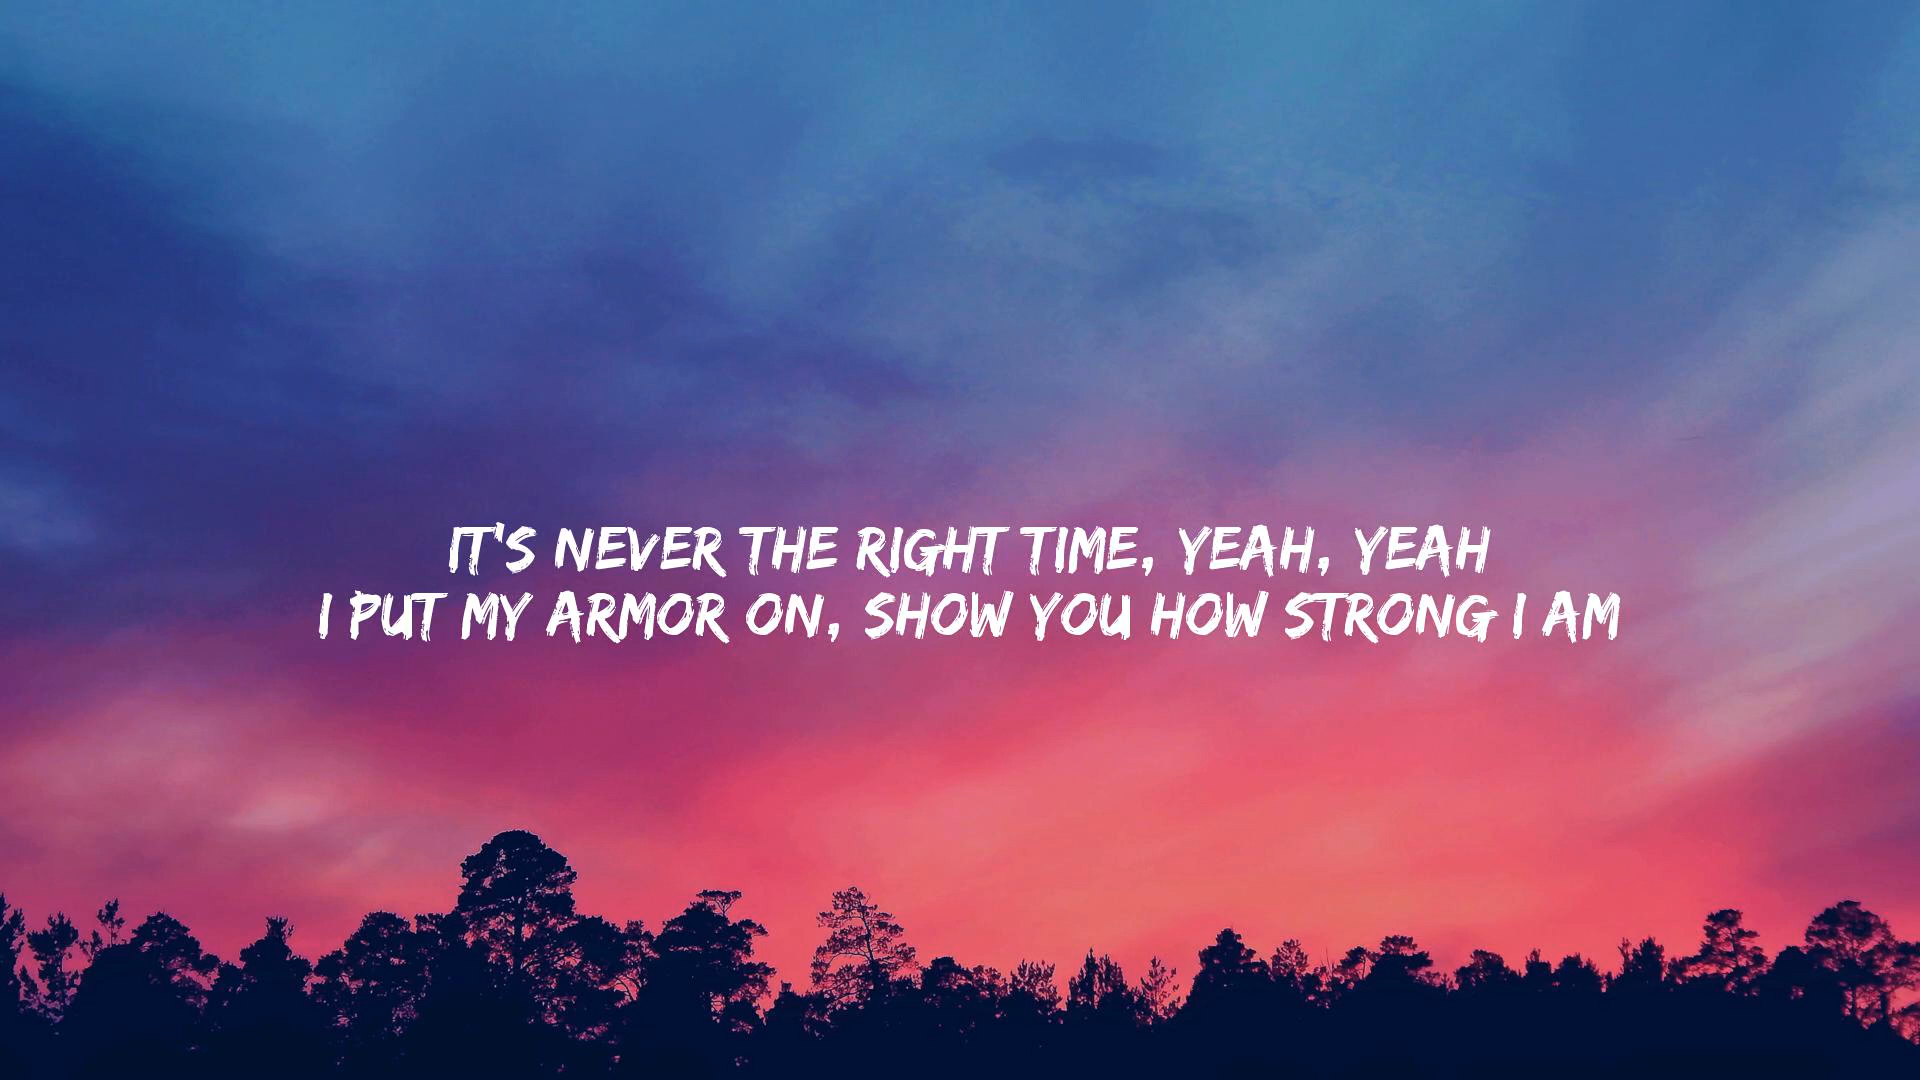 IT'S NEVER THE RIGHT TIME, YEAH, YEAH
I PUT MY ARMOR ON, SHOW YOU HOW STRONG I AM